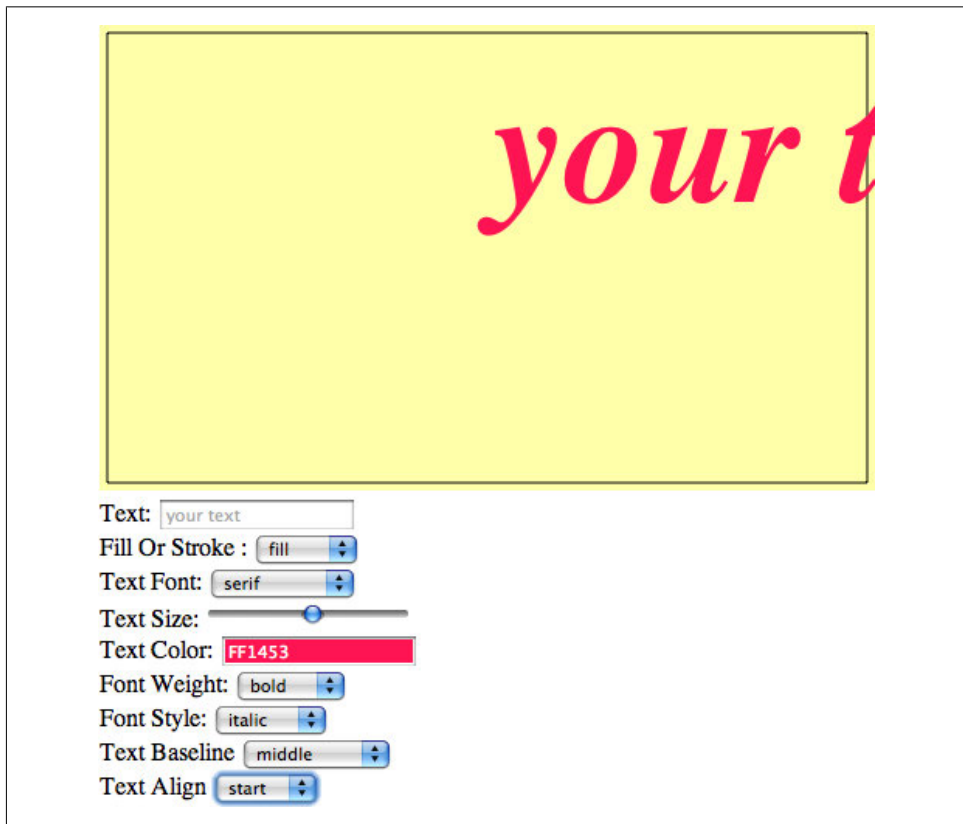 your t
Text: your text
Fill Or Stroke : fill
Text Font: serif
Text Size:
Text Color: FF1453
Font Weight: bold
Font Style: italic
Text Baseline middle
Text Align start